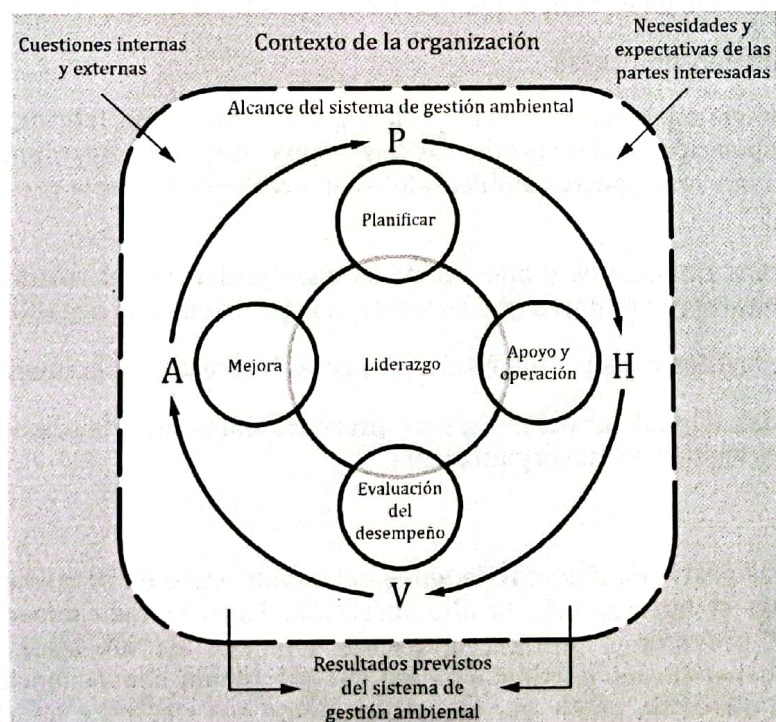 Cuestiones internas
y externas
Contexto de la organización
Necesidades y
expectativas de las
partes interesadas
Alcance del sistema de gestión ambiental
P
Planificar
A
Mejora
Liderazgo
Apoyo y
operación
H
Evaluación
del
desempeño
V
Resultados previstos
del sistema de
gestión ambiental